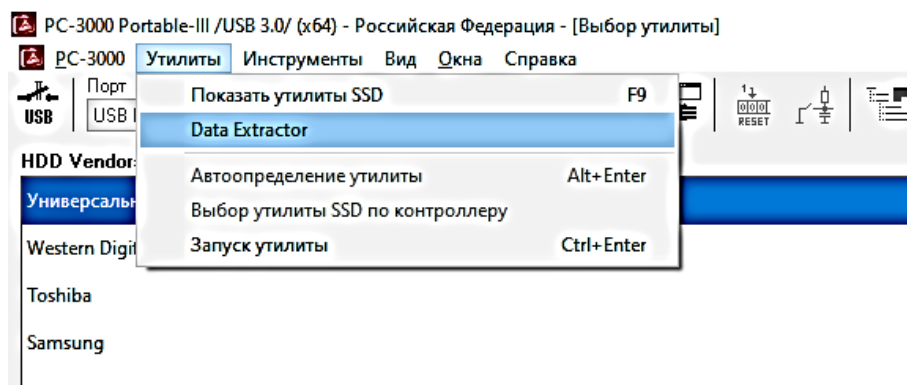 PC-3000 Portable-III /USB 3.0/ (x64) - Российская Федерация - [Выбор утилиты]
PC-3000 Утилиты Инструменты Вид Окна Справка
Порт
USB
USB
Показать утилиты SSD F9
RESET
Data Extractor
HDD Vendor
Автоопределение утилиты Alt+Enter
Выбор утилиты SSD по контроллеру
Запуск утилиты Ctrl+Enter
Western Digit
Toshiba
Samsung